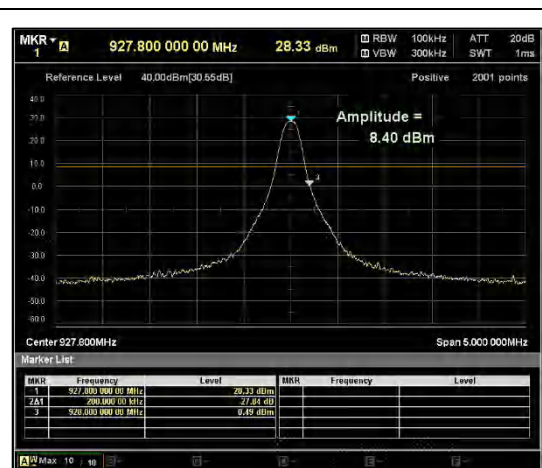 MKR 1 A 927.800 000 00 MHz 28.33 dBm RBW 100kHz ATT 20dB
VBW 300kHz SWT 1ms
Reference Level 40.00dBm[30.55dB] Positive 2001 points
40.0
30.0
Amplitude =
20.0
8.40 dBm
10.0
3
0.0
-10.0
-20.0
-30.0
-40.0
-50.0
-60.0
Center 927.800MHz Span 5.000 000MHz
Marker List
MKR Frequency Level MKR Frequency Level
1 927.800 000 00 MHz 28.33 dBm
2Δ1 200.000 00 kHz -27.84 dB
3 928.000 000 00 MHz 0.49 dBm
A Max 10 : 10